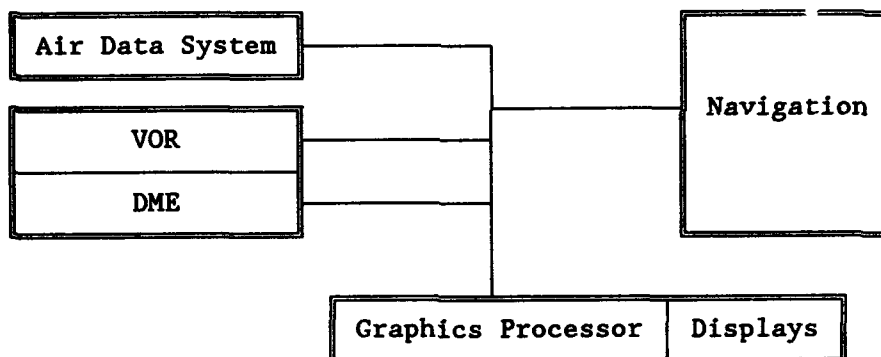 Air Data System
Navigation
VOR
DME
Graphics Processor
Displays